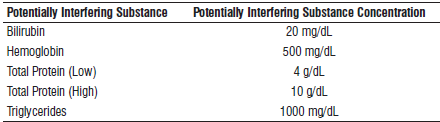 Potentially Interfering Substance Potentially Interfering Substance Concentration
Bilirubin 20 mg/dL
Hemoglobin 500 mg/dL
Total Protein (Low) 4 g/dL
Total Protein (High) 10 g/dL
Triglycerides 1000 mg/dL